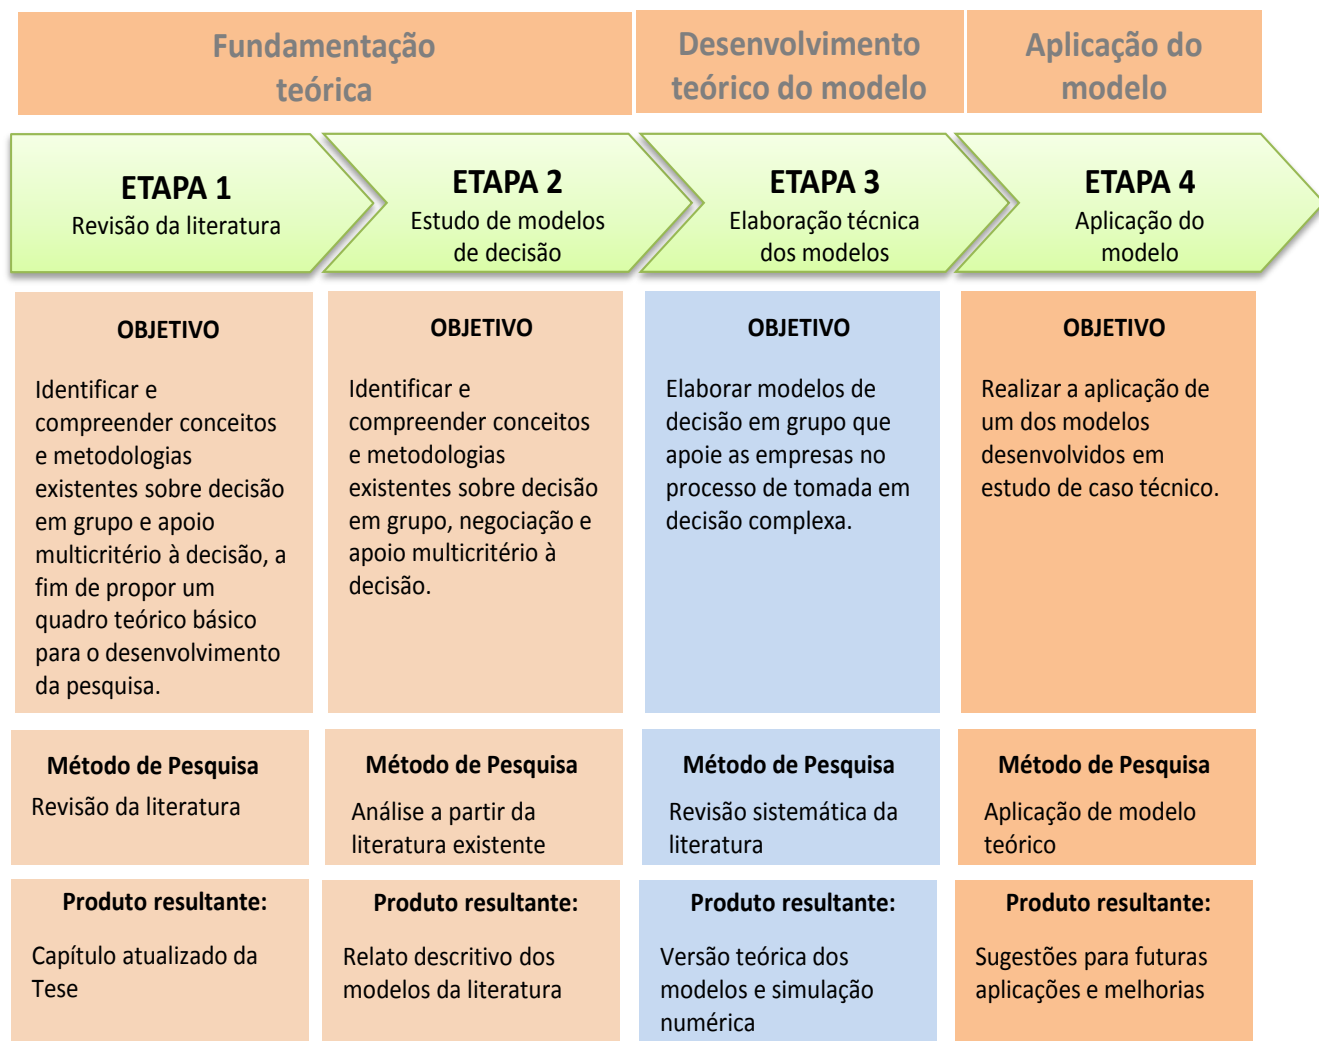 Fundamentação
teórica
Desenvolvimento
teórico do modelo
Aplicação do
modelo
ETAPA 1
Revisão da literatura
ETAPA 2
Estudo de modelos
de decisão
ETAPA 3
Elaboração técnica
dos modelos
ETAPA 4
Aplicação do
modelo
OBJETIVO
Identificar e
compreender conceitos
e metodologias
existentes sobre decisão
em grupo e apoio
multicritério à decisão, a
fim de propor um
quadro teórico básico
para o desenvolvimento
da pesquisa.
OBJETIVO
Identificar e
compreender conceitos
e metodologias
existentes sobre decisão
em grupo, negociação e
apoio multicritério à
decisão.
OBJETIVO
Elaborar modelos de
decisão em grupo que
apoie as empresas no
processo de tomada em
decisão complexa.
OBJETIVO
Realizar a aplicação de
um dos modelos
desenvolvidos em
estudo de caso técnico.
Método de Pesquisa
Revisão da literatura
Método de Pesquisa
Análise a partir da
literatura existente
Método de Pesquisa
Revisão sistemática da
literatura
Método de Pesquisa
Aplicação de modelo
teórico
Produto resultante:
Capítulo atualizado da
Tese
Produto resultante:
Relato descritivo dos
modelos da literatura
Produto resultante:
Versão teórica dos
modelos e simulação
numérica
Produto resultante:
Sugestões para futuras
aplicações e melhorias